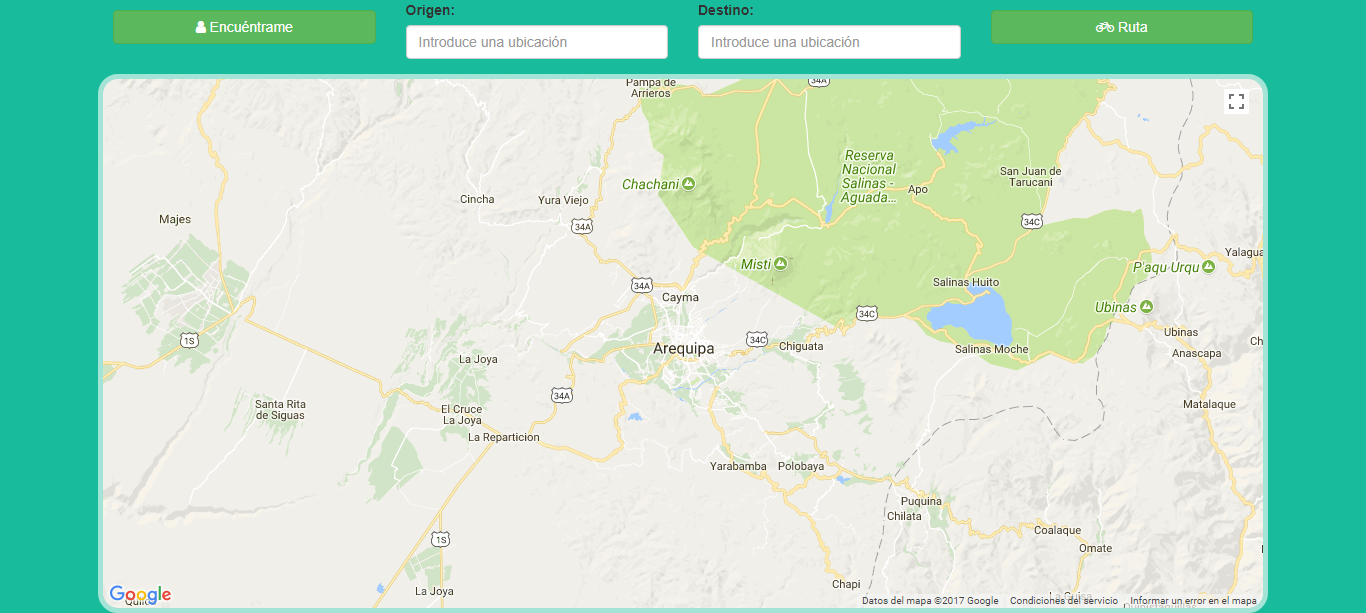 Origen:
Destino:
Encuéntrame
Introduce una ubicación
Introduce una ubicación
Ruta
Pampa de
Arrieros
34A
Reserva
Nacional
Salinas -
Aguada...
San Juan de
Tarucani
Chachani
Apo
Cincha
Yura Viejo
Majes
34A
34C
Yalagua
Misti
P'aqu Urqu
34A
Salinas Huito
Cayma
Ubinas
34C
1S
34C
Ubinas
Arequipa
Chiguata
Salinas Moche
Anascapa
Ch
La Joya
34A
Santa Rita
de Siguas
El Cruce
La Joya
Matalaque
La Reparticion
Yarabamba
Polobaya
Puquina
Chilata
Coalaque
1S
Omate
Chapi
La Joya
Google
Datos del mapa ©2017 Google
Condiciones del servicio
Informar un error en el mapa